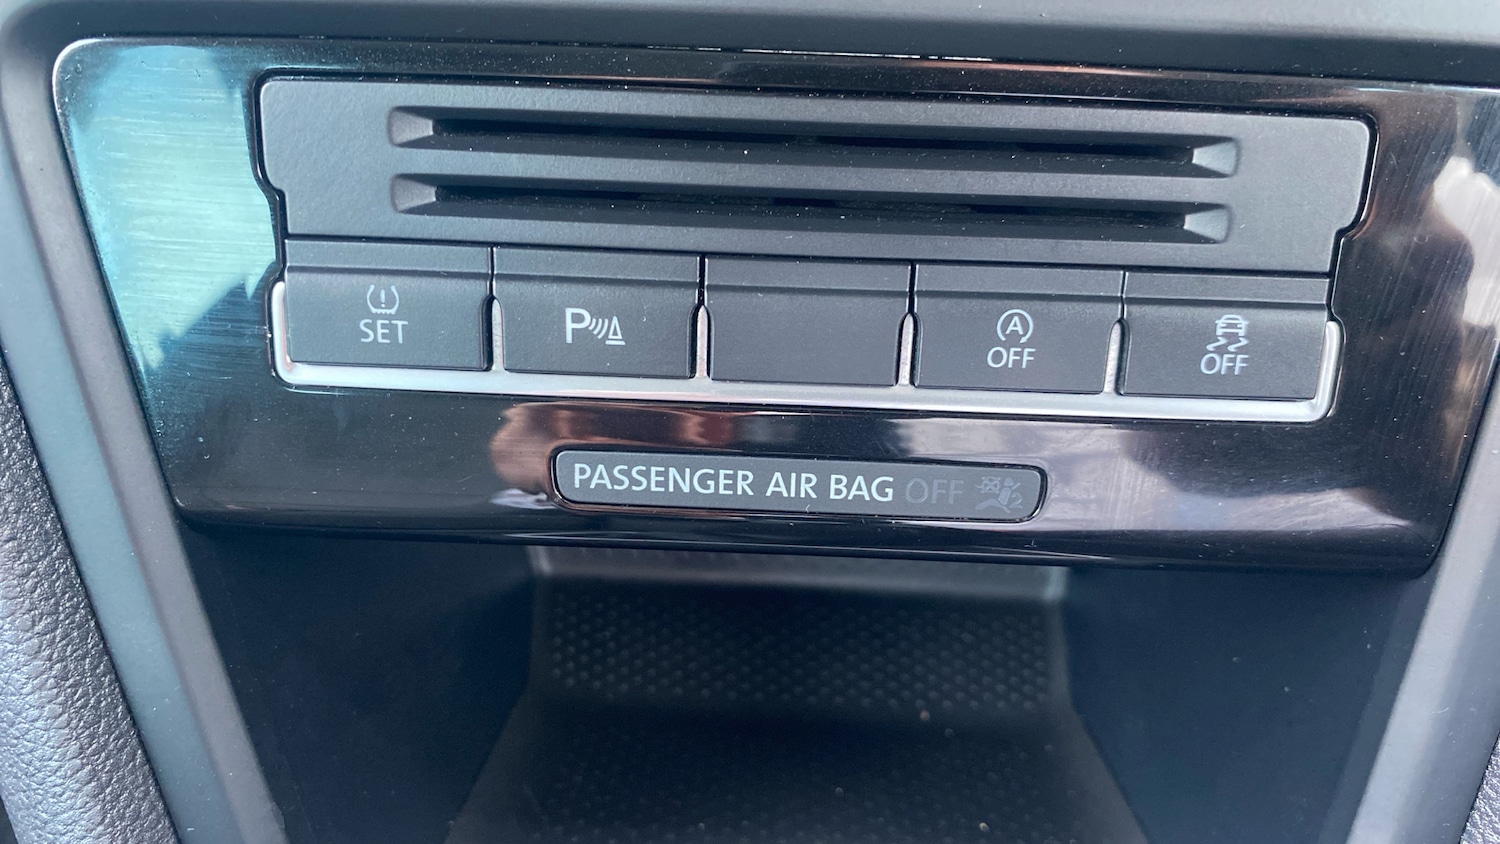 SET
P
A
OFF
OFF
PASSENGER AIR BAG OFF